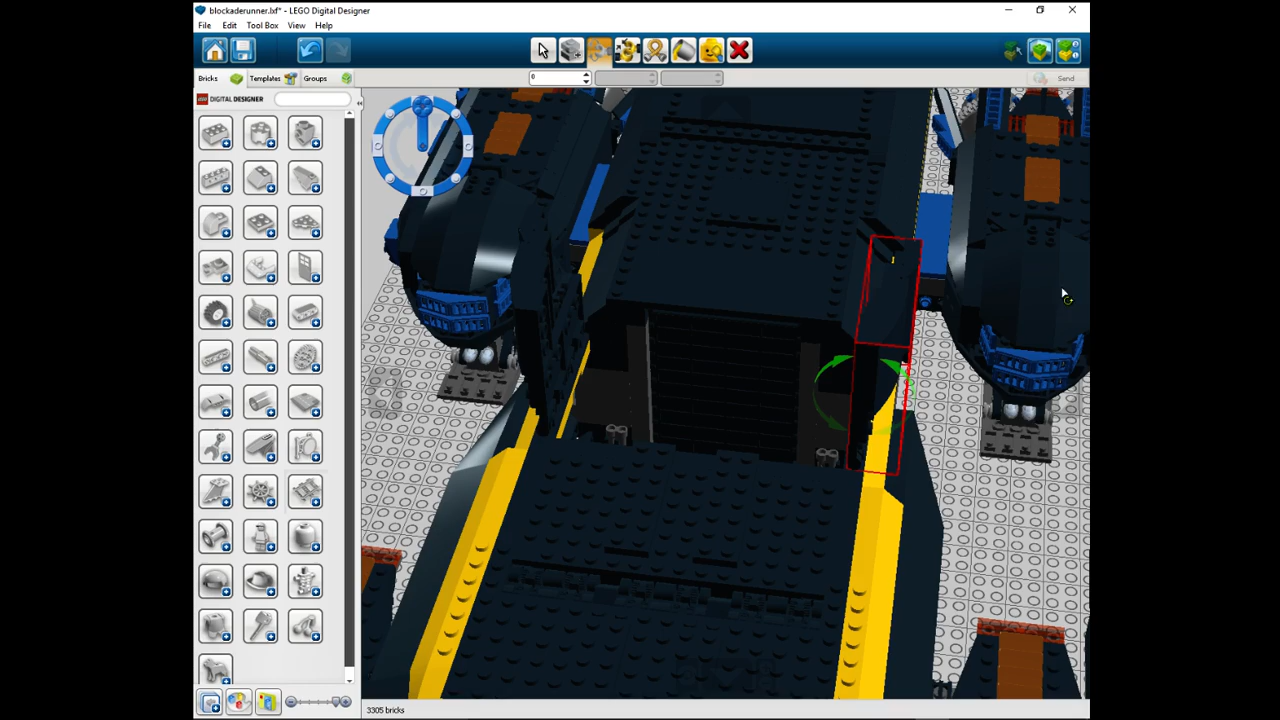 blockaderunner.lxf* - LEGO Digital Designer
File Edit Tool Box View Help
Bricks Templates Groups
0
Send
LEGO DIGITAL DESIGNER
3305 bricks